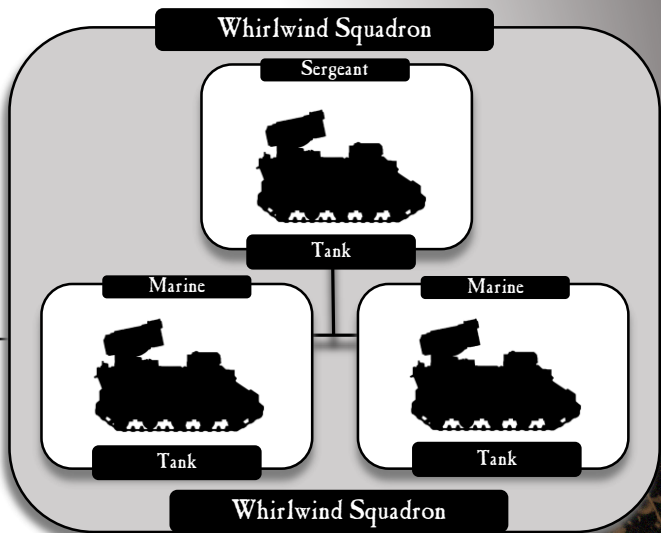 Whirlwind Squadron
Sergeant
Tank
Marine
Marine
Tank
Tank
Whirlwind Squadron